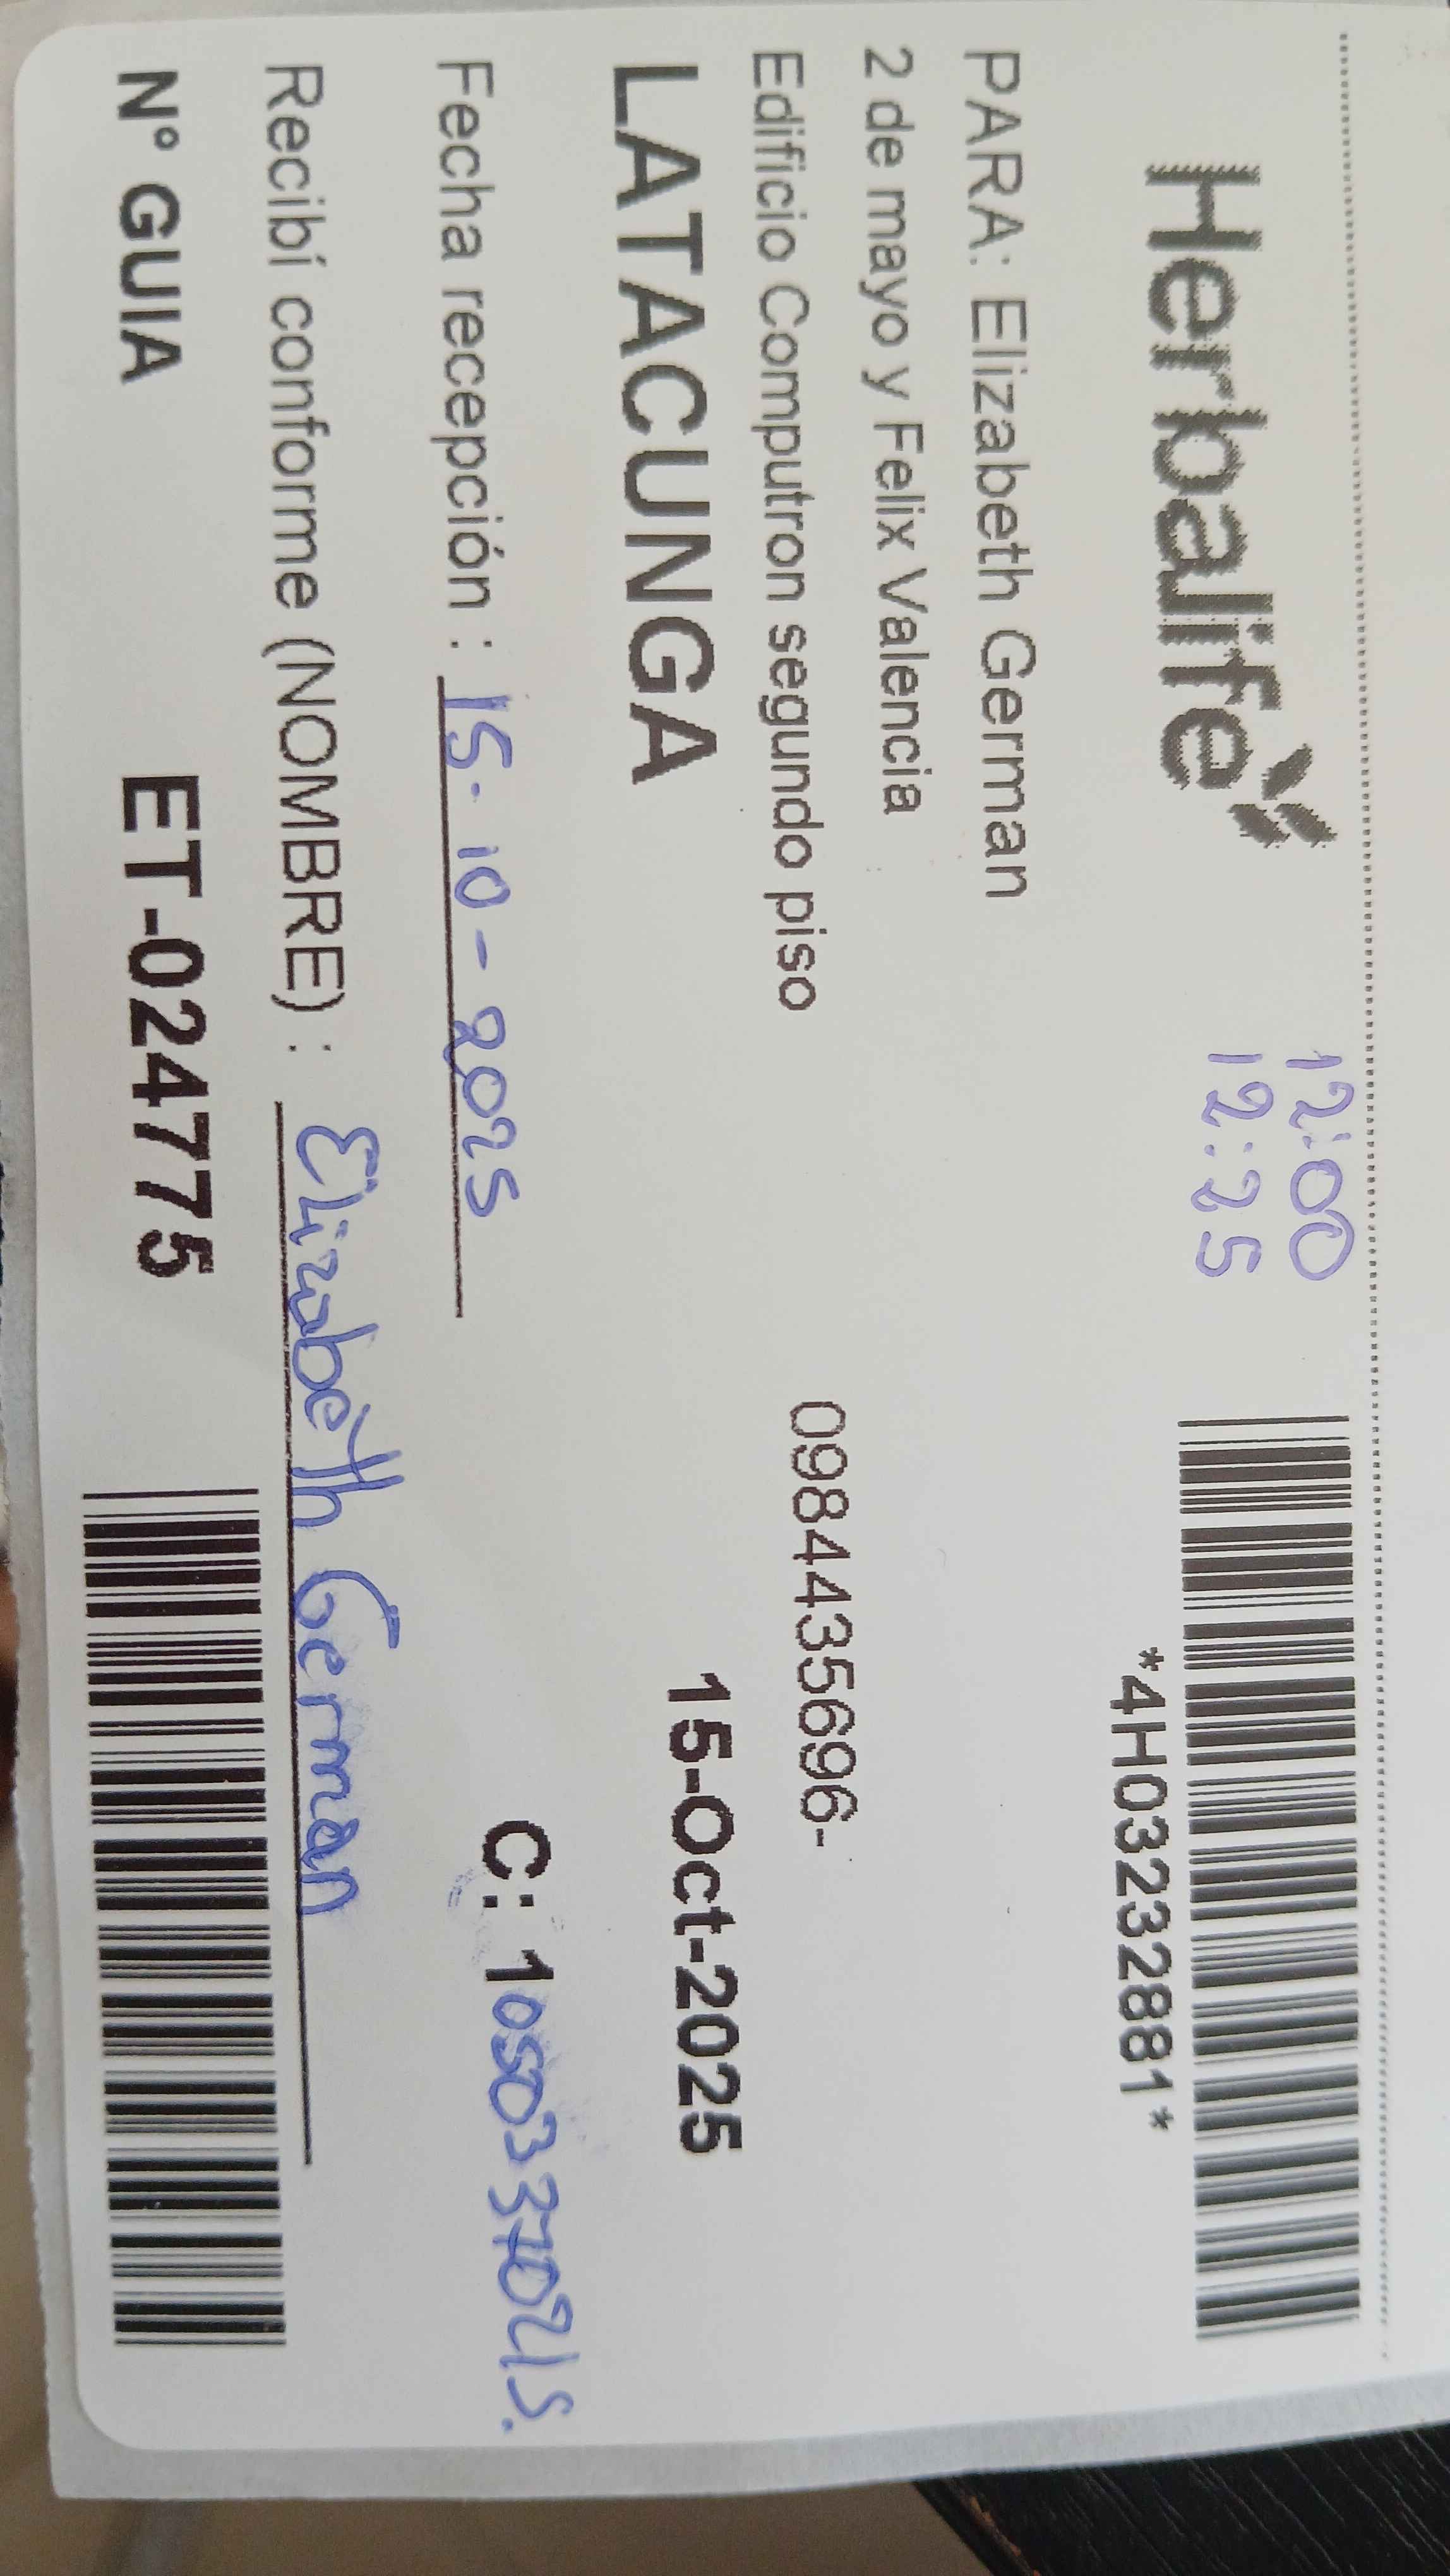 Herbalife
12:00
12:25
*4H03232881*
PARA: Elizabeth German
2 de mayo y Felix Valencia
Edificio Computron segundo piso
0984435696-
LATACUNGA
15-Oct-2025
Fecha recepción : 15-10-2025
C: 1
Recibí conforme (NOMBRE) : Elizabeth German
N° GUIA ET-024775